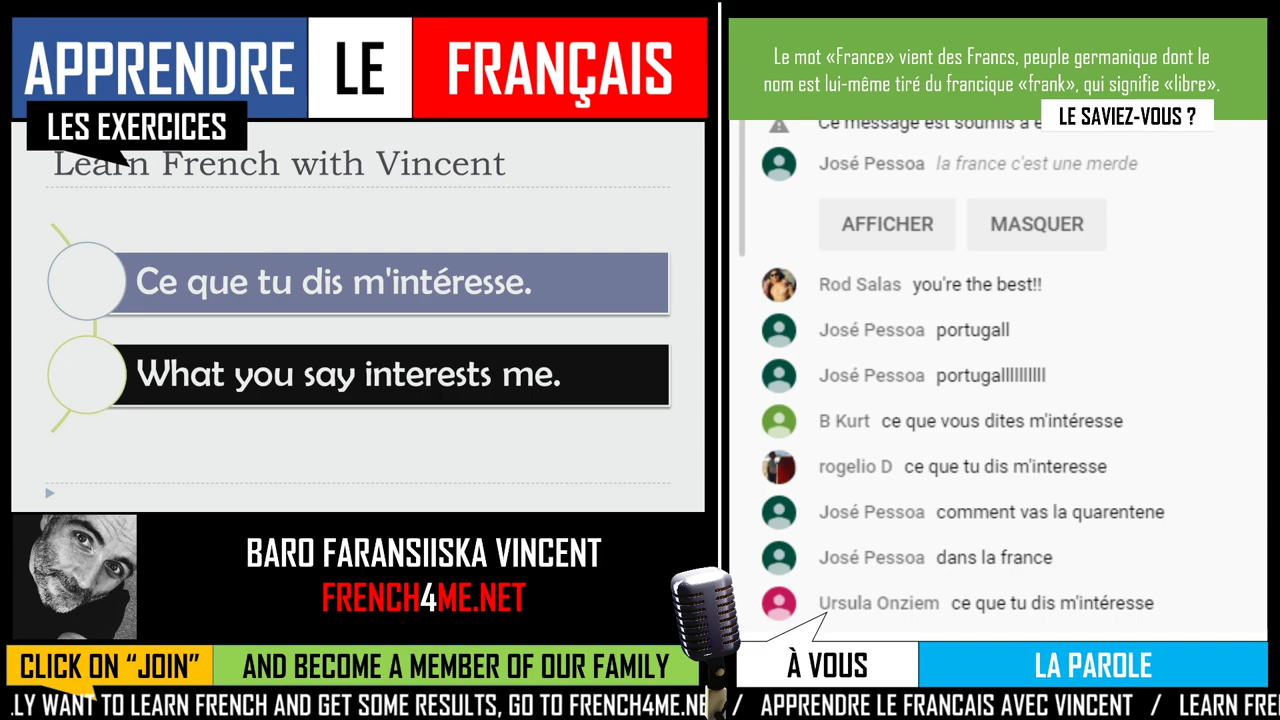 APPRENDRE LE FRANÇAIS
LES EXERCICES
Learn French with Vincent
Ce que tu dis m'intéresse.
What you say interests me.
BARO FARANSIISKA VINCENT
FRENCH4ME.NET
CLICK ON “JOIN” AND BECOME A MEMBER OF OUR FAMILY
Le mot «France» vient des Francs, peuple germanique dont le
nom est lui-même tiré du francique «frank», qui signifie «libre».
LE SAVIEZ-VOUS ?
Ce message est soumis à
José Pessoa la france c'est une merde
AFFICHER MASQUER
Rod Salas you're the best!!
José Pessoa portugall
José Pessoa portugallllllllll
B Kurt ce que vous dites m'intéresse
rogelio D ce que tu dis m'interesse
José Pessoa comment vas la quarentene
José Pessoa dans la france
Ursula Onziem ce que tu dis m'intéresse
À VOUS LA PAROLE
.LY WANT TO LEARN FRENCH AND GET SOME RESULTS, GO TO FRENCH4ME.NE / APPRENDRE LE FRANCAIS AVEC VINCENT / LEARN FRE